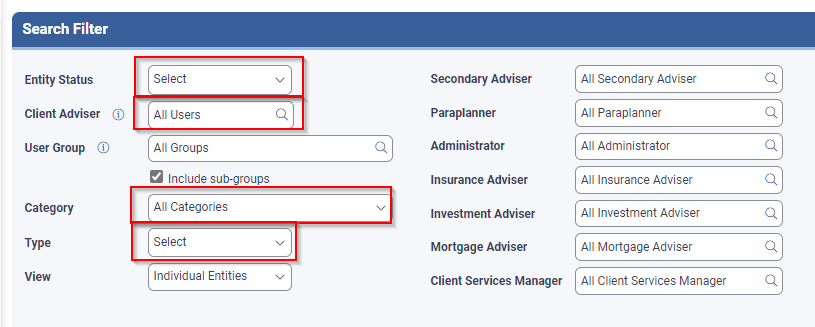 Search Filter
Entity Status Select
Client Adviser All Users
User Group All Groups
Include sub-groups
Category All Categories
Type Select
View Individual Entities
Secondary Adviser All Secondary Adviser
Paraplanner All Paraplanner
Administrator All Administrator
Insurance Adviser All Insurance Adviser
Investment Adviser All Investment Adviser
Mortgage Adviser All Mortgage Adviser
Client Services Manager All Client Services Manager